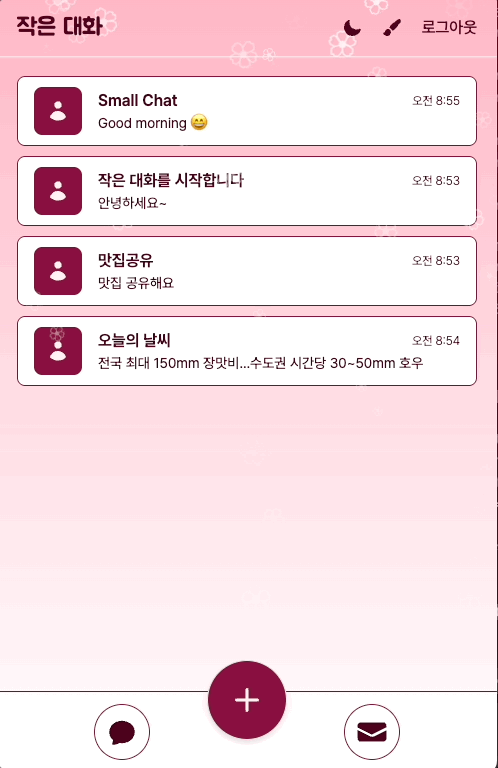 작은 대화
로그아웃
Small Chat
오전 8:55
Good morning 😄
작은 대화를 시작합니다
오전 8:53
안녕하세요~
맛집공유
오전 8:53
맛집 공유해요
오늘의 날씨
오전 8:54
전국 최대 150mm 장맛비...수도권 시간당 30~50mm 호우